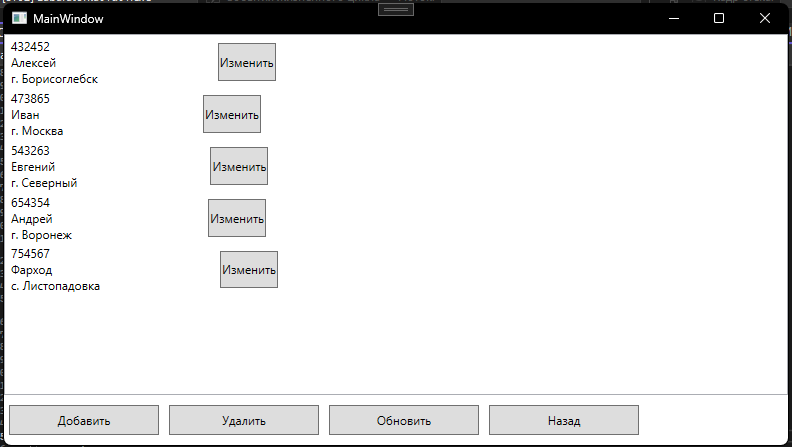 MainWindow
432452
Алексей
г. Борисоглебск
Изменить
473865
Иван
г. Москва
Изменить
543263
Евгений
г. Северный
Изменить
654354
Андрей
г. Воронеж
Изменить
754567
Фарход
с. Листопадовка
Изменить
Добавить
Удалить
Обновить
Назад